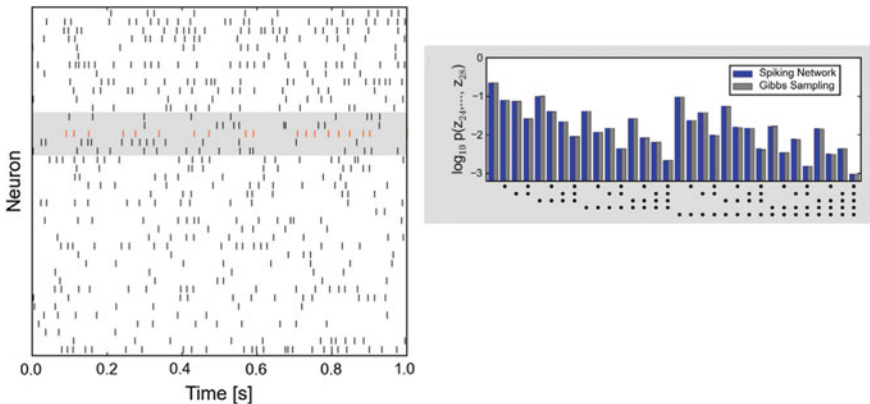 Neuron
0.0 0.2 0.4 0.6 0.8 1.0
Time [s]
log₁₀ p(z₂₄,..., z₂₈)
0
−1
−2
−3
Spiking Network
Gibbs Sampling